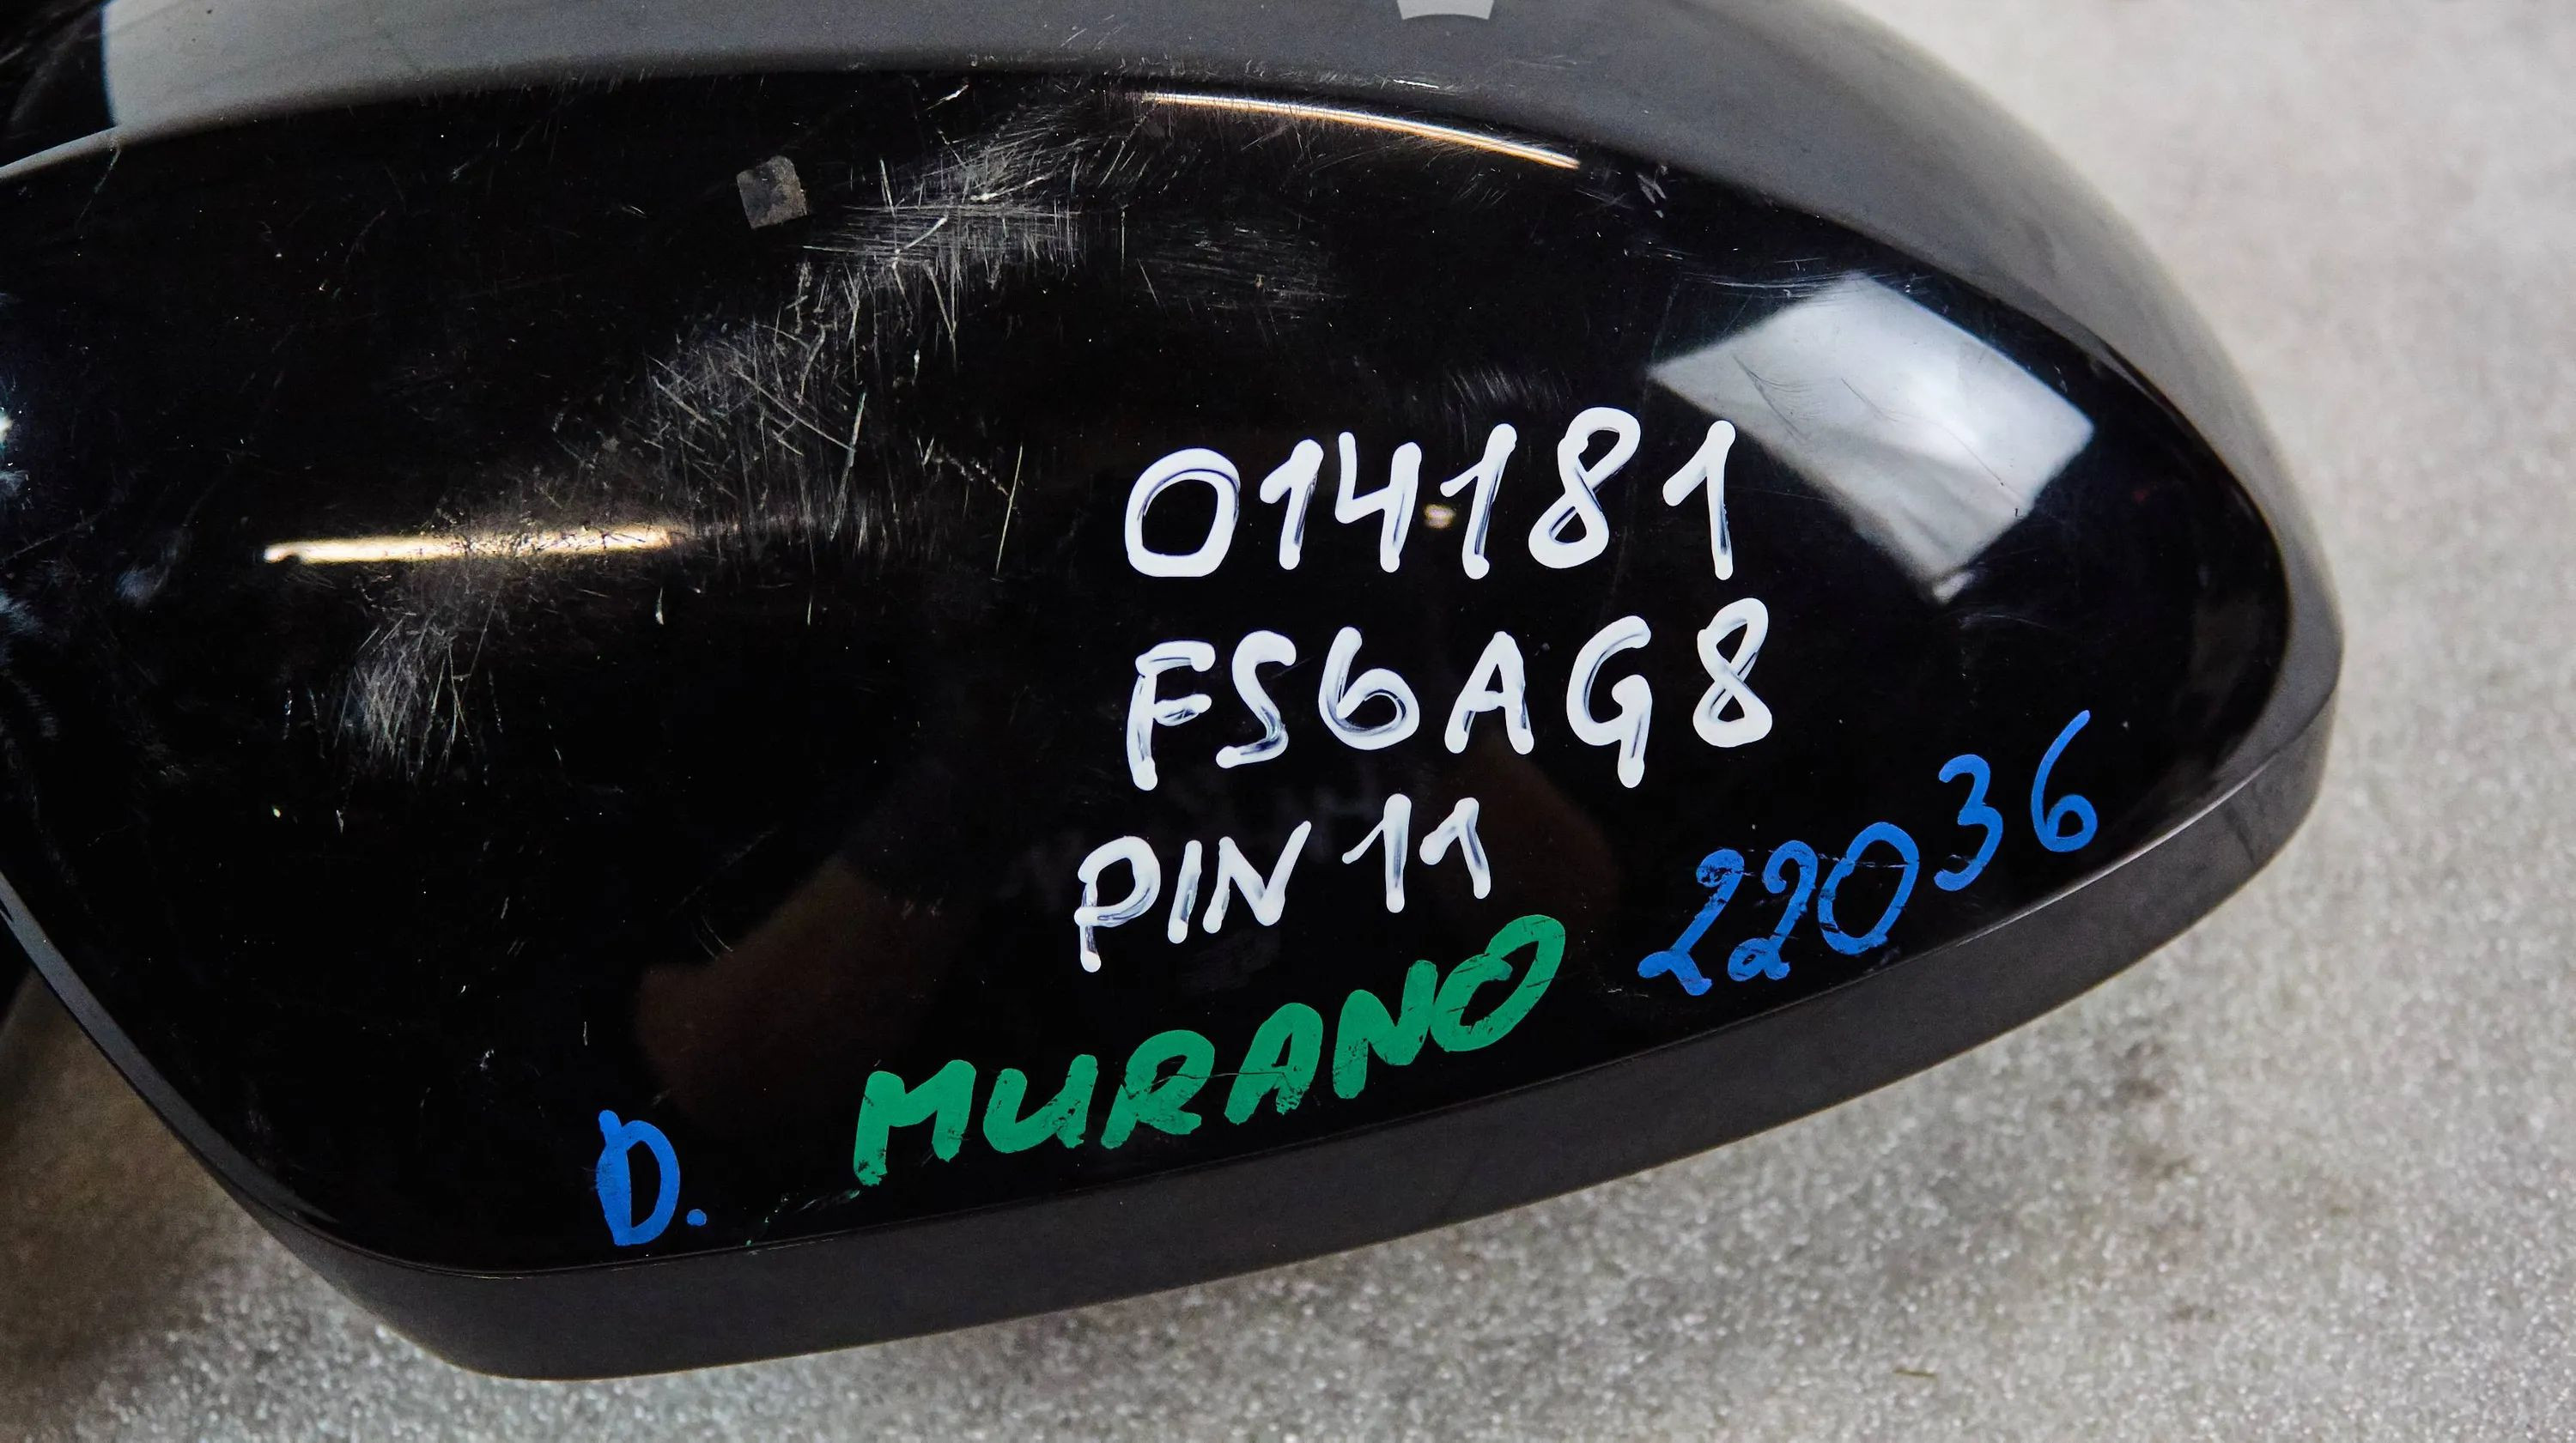 014181
FS6AG8
PIN 11
22036
D. MURANO